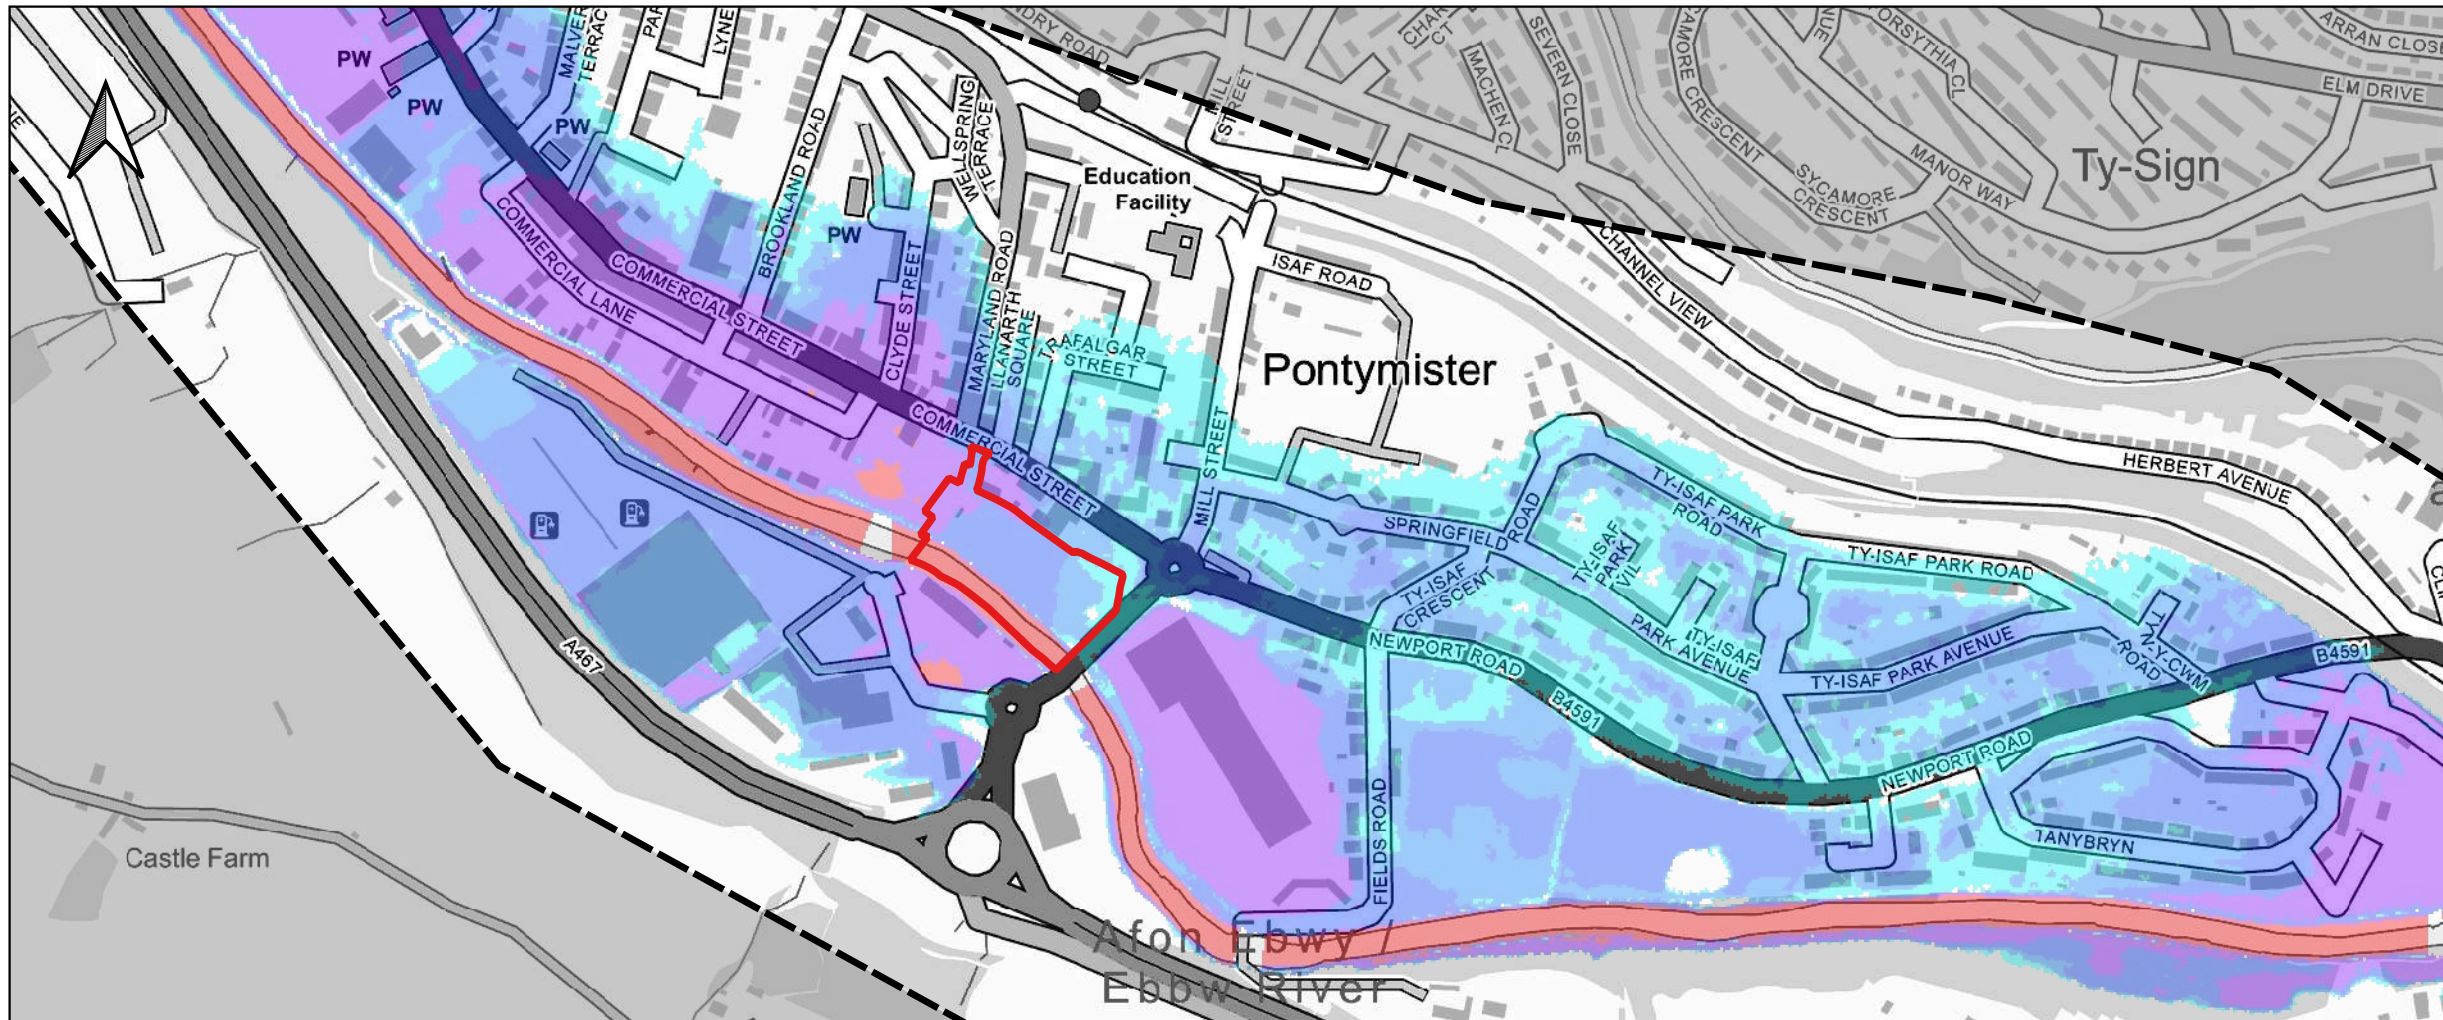 NDRY ROAD
ARRAN CLOSE
ELM DRIVE
FORSYTHIA CL
SEVERN CLOSE
MACHEN CL
CT
LYNE
MALVER
TERRAC
PW
PW
PW
PW
MILL
STREET
SYCAMORE
CRESCENT
MANOR WAY
Ty-Sign
AMORE CRESCENT
WELLSPRING
TERRACE
Education
Facility
BROOKLAND ROAD
COMMERCIAL LANE
COMMERCIAL STREET
CLYDE STREET
MARYLAND ROAD
LLANARTH
SQUARE
TRAFALGAR
STREET
ISAF ROAD
CHANNEL VIEW
Pontymister
HERBERT AVENUE
COMMERCIAL STREET
MILL STREET
SPRINGFIELD
ROAD
TY-ISAF PARK
ROAD
TY-ISAF
PARK
VIL
TY-ISAF
CRESCENT
TY-ISAF PARK ROAD
TY-ISAF
PARK AVENUE
TY-ISAF PARK AVENUE
TY-N-Y-CWM
ROAD
B4591
NEWPORT ROAD
B4591
NEWPORT ROAD
TANYBRYN
FIELDS ROAD
A467
Castle Farm
Afon Ebwy /
Ebbw River